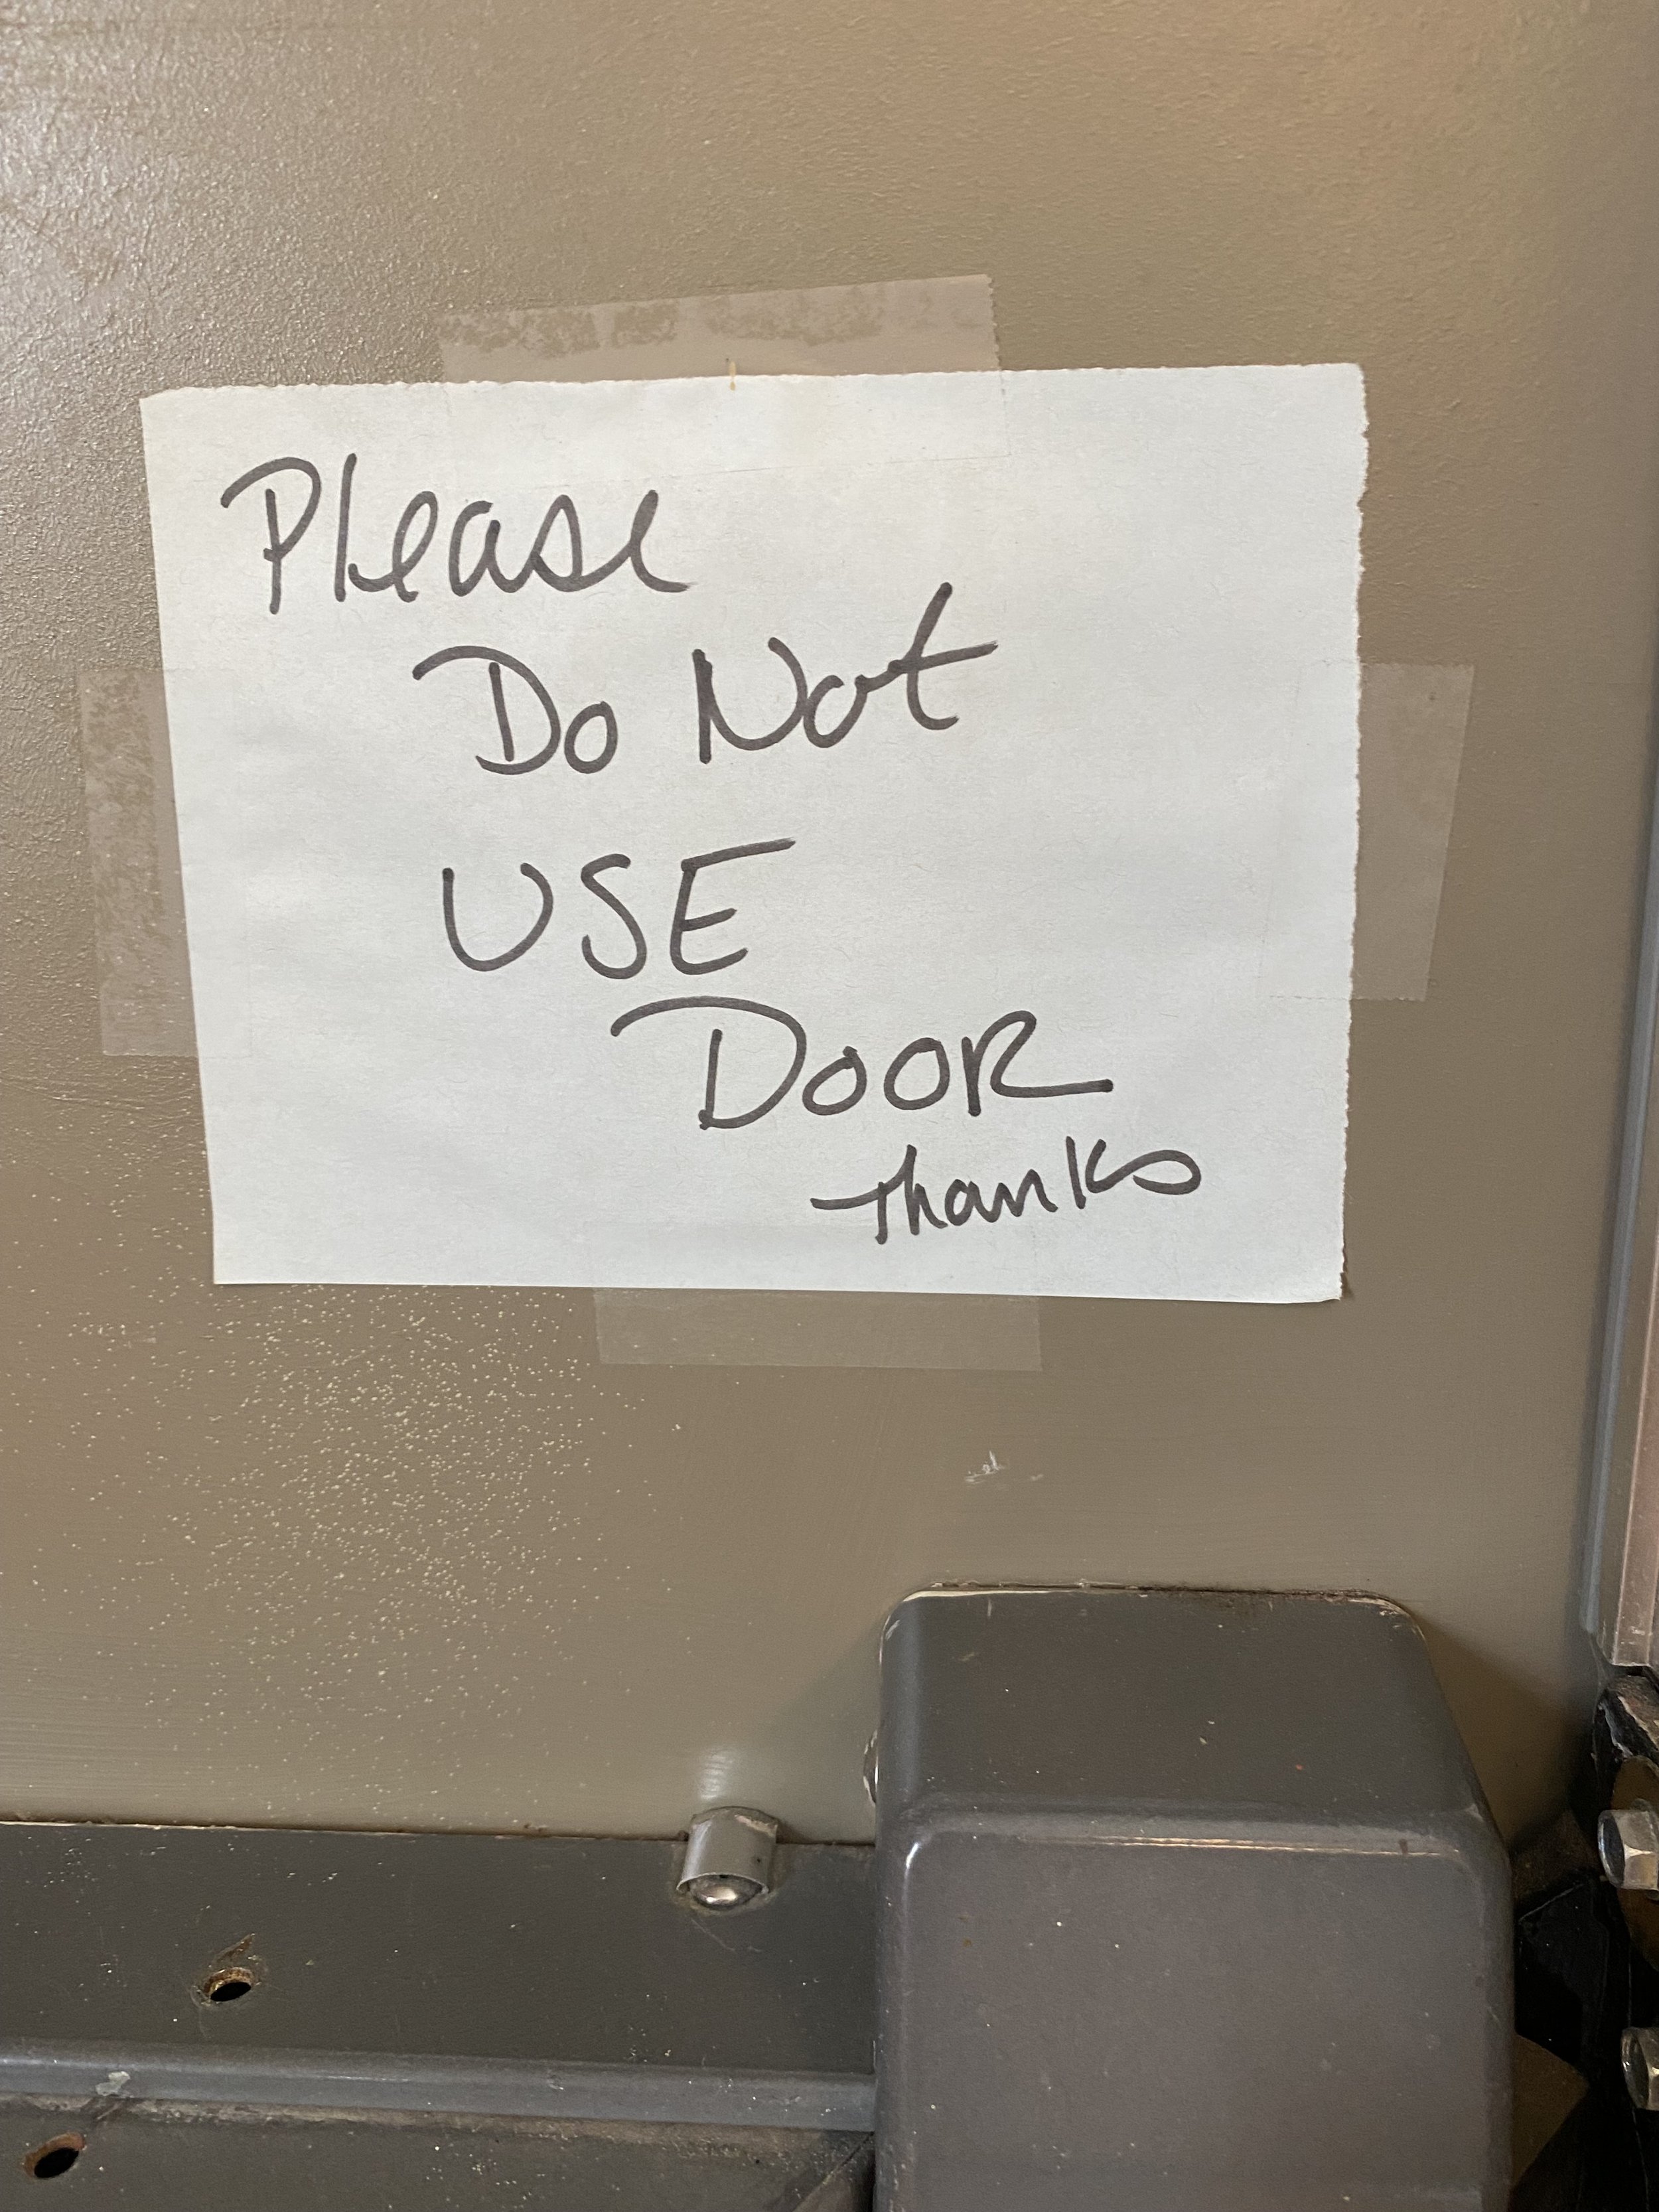 Please
Do Not
USE
DOOR
Thanks